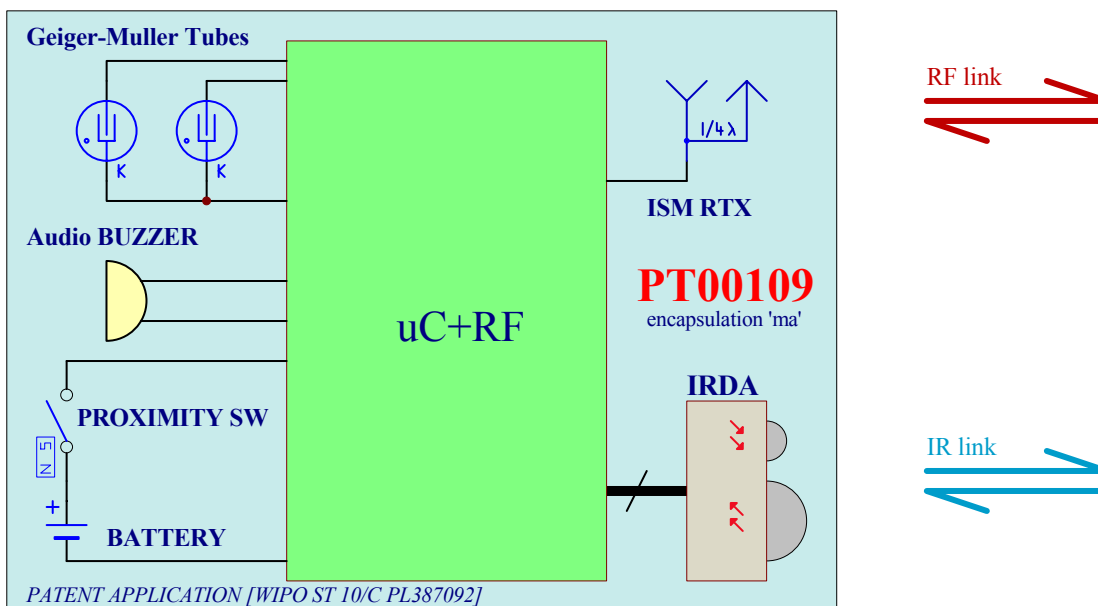 Geiger-Muller Tubes
K
K
Audio BUZZER
PROXIMITY SW
N S
+
BATTERY
PATENT APPLICATION [WIPO ST 10/C PL387092]
uC+RF
1/4λ
ISM RTX
PT00109
encapsulation 'ma'
IRDA
RF link
IR link